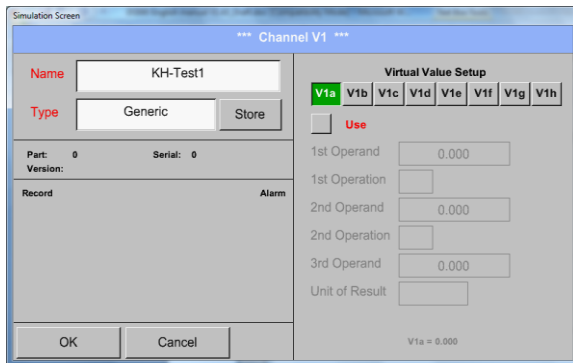 Simulation Screen
*** Channel V1 ***
Name KH-Test1
Type Generic Store
Part: 0 Serial: 0
Version:
Record Alarm
OK Cancel
Virtual Value Setup
V1a V1b V1c V1d V1e V1f V1g V1h
Use
1st Operand 0.000
1st Operation
2nd Operand 0.000
2nd Operation
3rd Operand 0.000
Unit of Result
V1a = 0.000